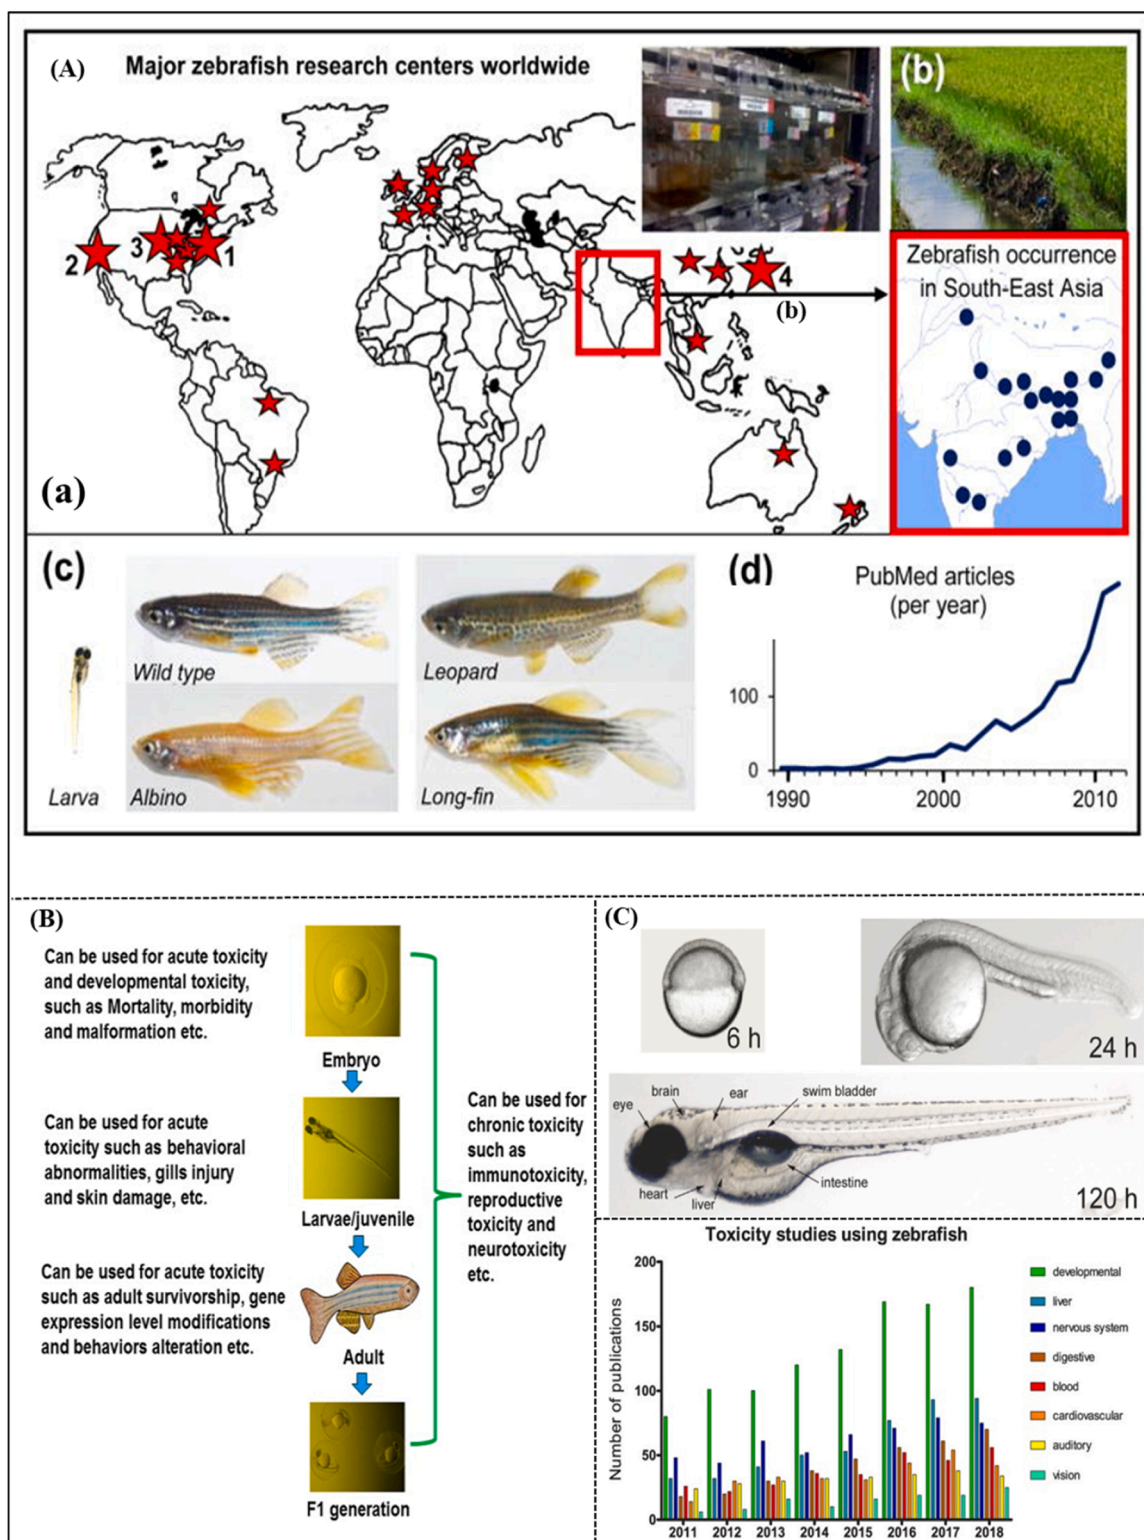 (A)
Major zebrafish research centers worldwide
(b)
Zebrafish occurrence
in South-East Asia
1
2
3
4
(b)
(a)
(c)
Larva
Wild type
Leopard
Albino
Long-fin
(d)
PubMed articles
(per year)
100
0
1990
2000
2010
(B)
Can be used for acute toxicity
and developmental toxicity,
such as Mortality, morbidity
and malformation etc.
Embryo
Can be used for acute
toxicity such as behavioral
abnormalities, gills injury
and skin damage, etc.
Larvae/juvenile
Can be used for acute toxicity
such as adult survivorship, gene
expression level modifications
and behaviors alteration etc.
Adult
F1 generation
Can be used for
chronic toxicity
such as
immunotoxicity,
reproductive
toxicity and
neurotoxicity
etc.
(C)
6 h
24 h
eye
brain
ear
swim bladder
heart
liver
intestine
120 h
Toxicity studies using zebrafish
Number of publications
200
150
100
50
0
2011
2012
2013
2014
2015
2016
2017
2018
developmental
liver
nervous system
digestive
blood
cardiovascular
auditory
vision